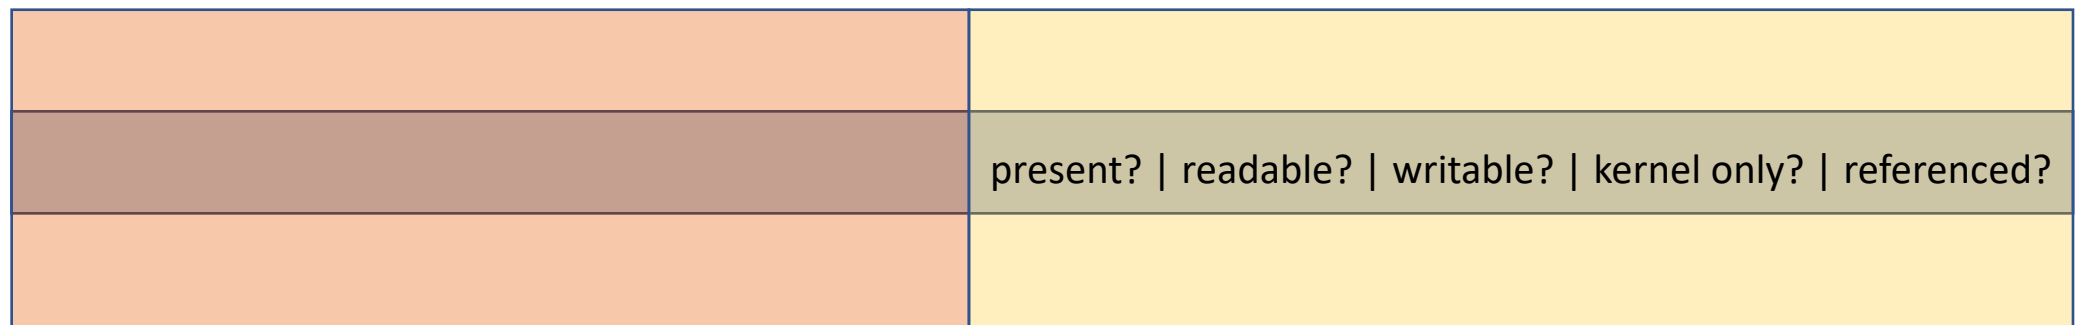 present? | readable? | writable? | kernel only? | referenced?